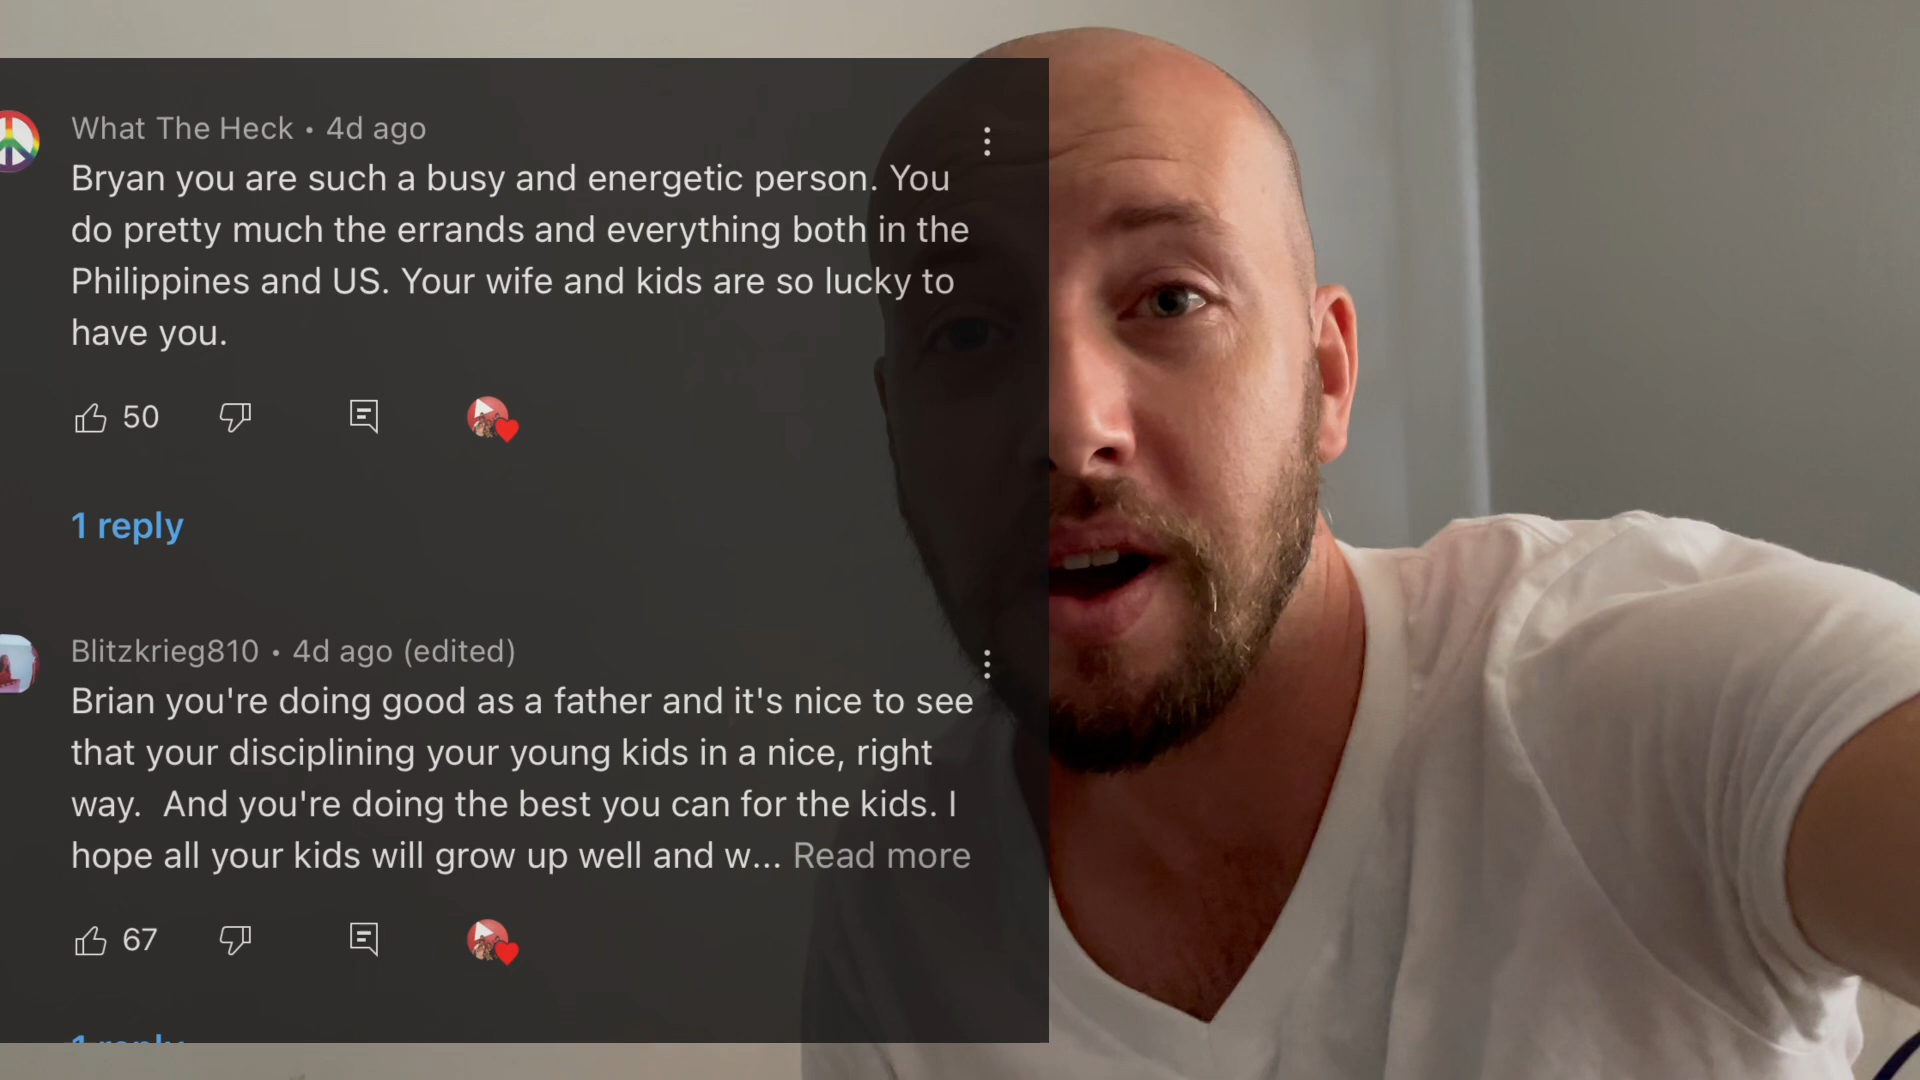 What The Heck • 4d ago
Bryan you are such a busy and energetic person. You
do pretty much the errands and everything both in the
Philippines and US. Your wife and kids are so lucky to
have you.
50
1 reply
Blitzkrieg810 • 4d ago (edited)
Brian you're doing good as a father and it's nice to see
that your disciplining your young kids in a nice, right
way.  And you're doing the best you can for the kids. I
hope all your kids will grow up well and w... Read more
67
1 reply